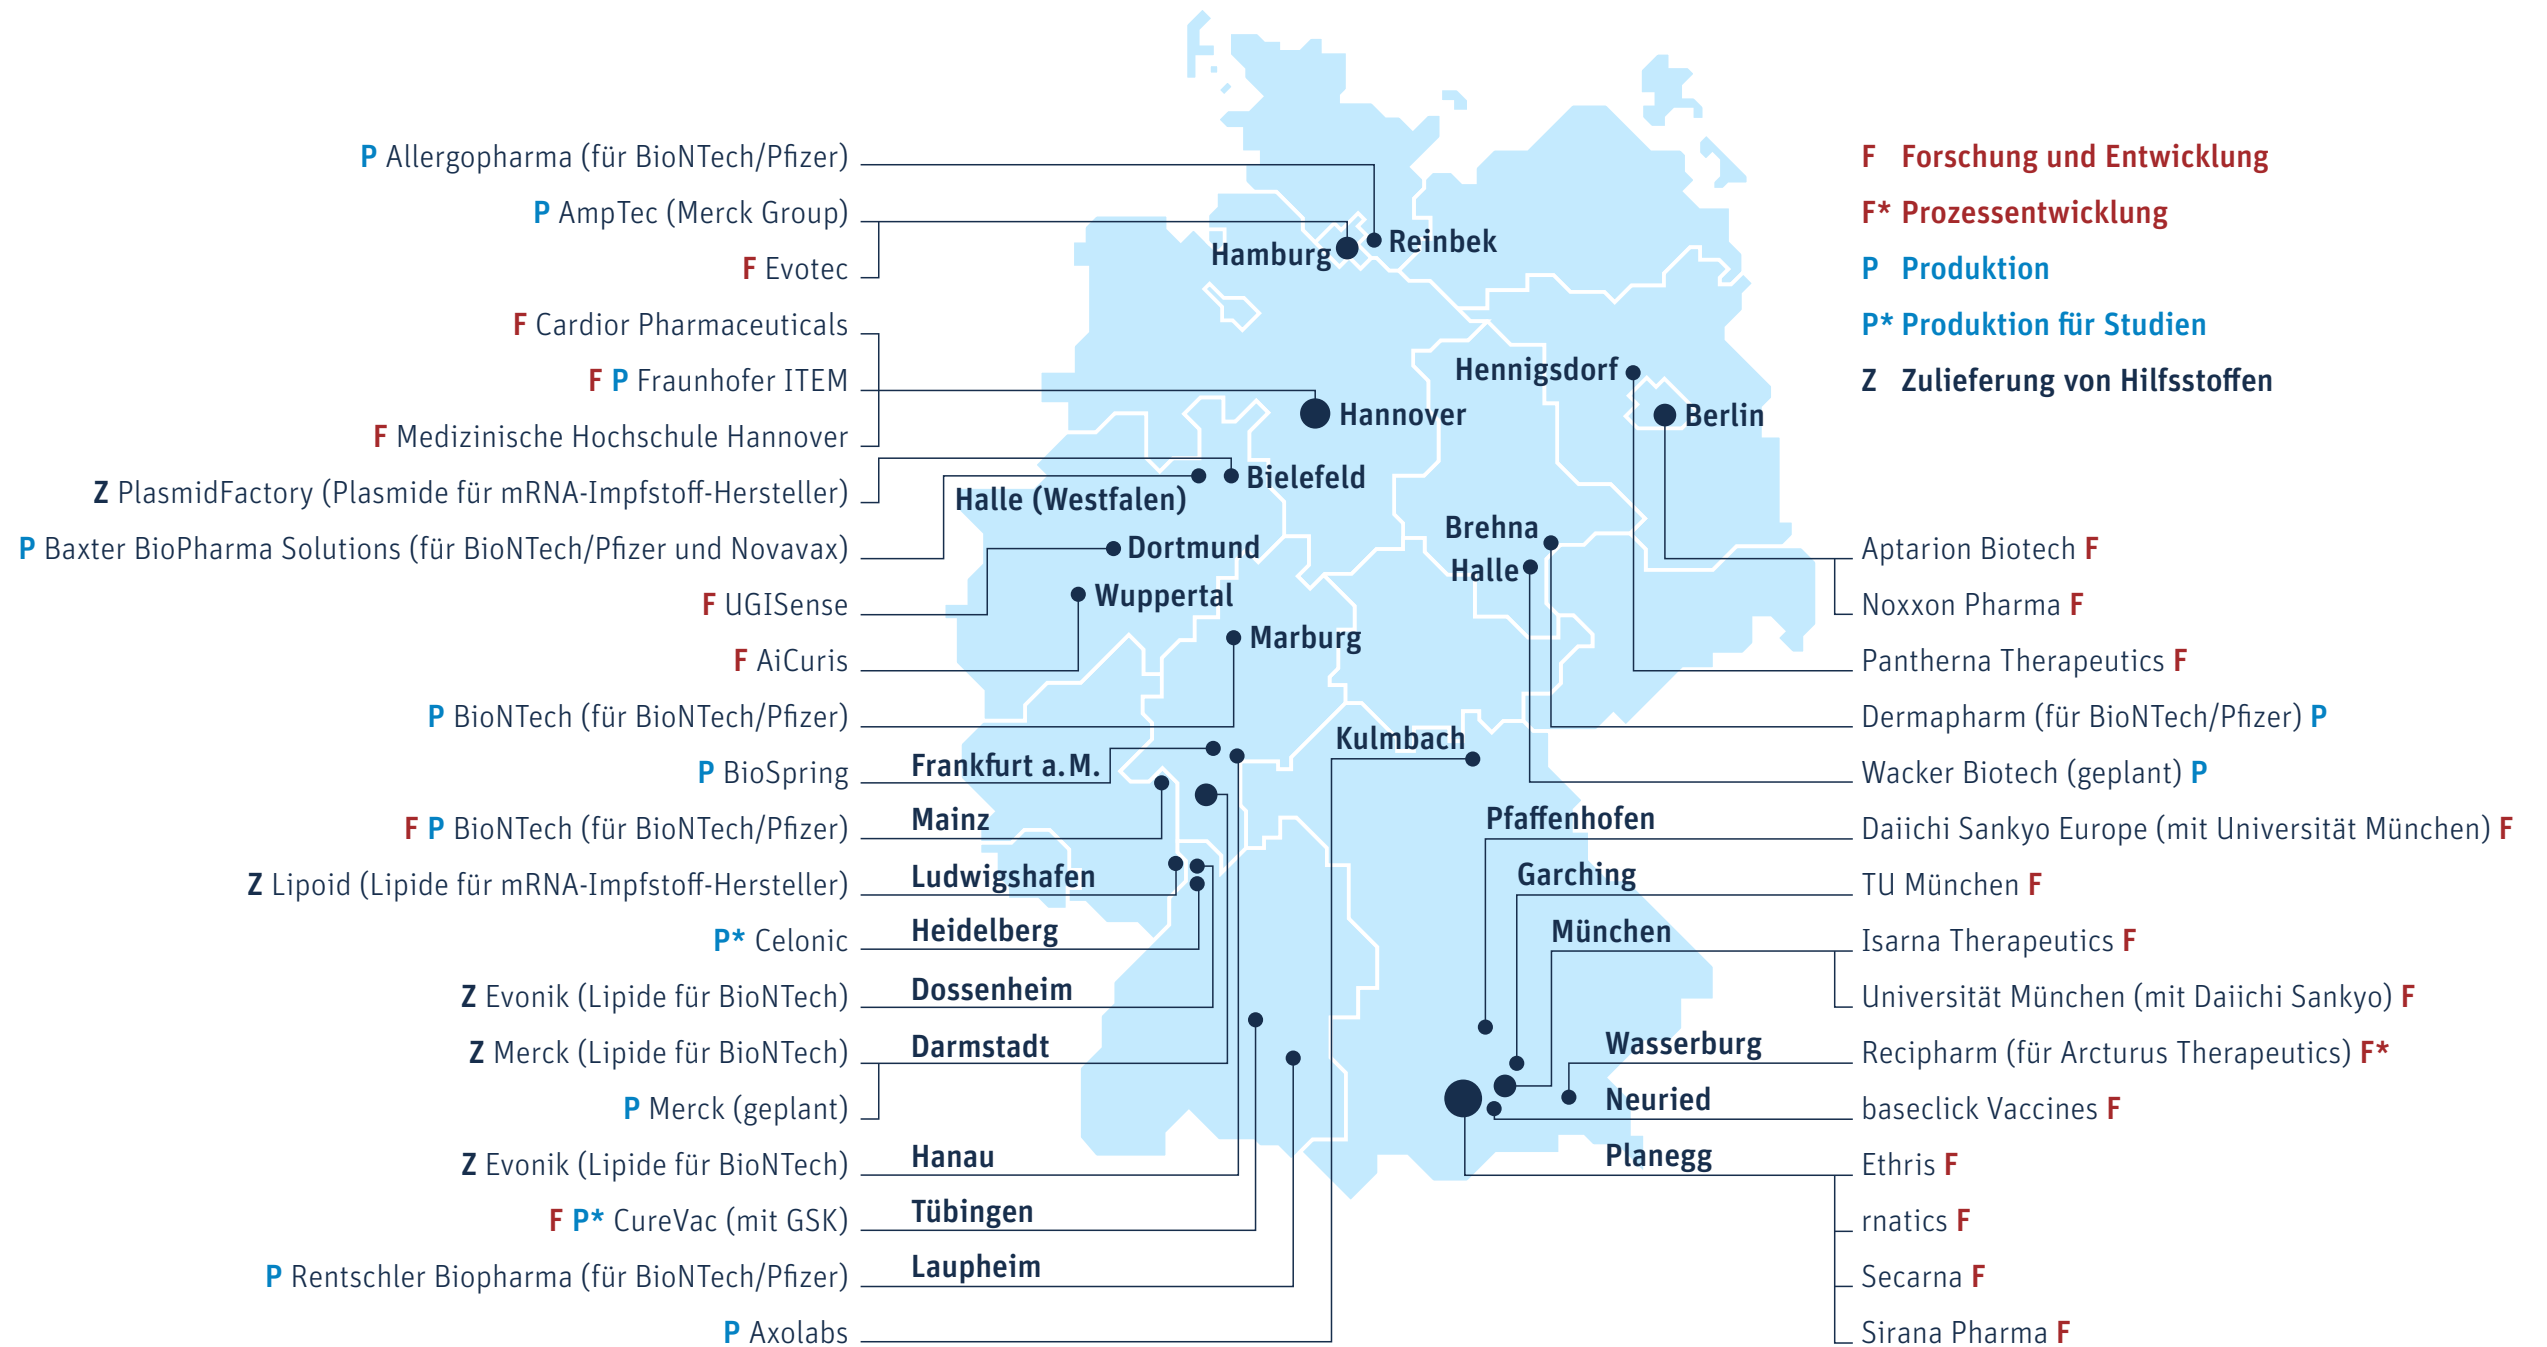 P Allergopharma (für BioNTech/Pfizer)
P AmpTec (Merck Group)
F Evotec
F Cardior Pharmaceuticals
F P Fraunhofer ITEM
F Medizinische Hochschule Hannover
Z PlasmidFactory (Plasmide für mRNA-Impfstoff-Hersteller)
P Baxter BioPharma Solutions (für BioNTech/Pfizer und Novavax)
F UGISense
F AiCuris
P BioNTech (für BioNTech/Pfizer)
P BioSpring
F P BioNTech (für BioNTech/Pfizer)
Z Lipoid (Lipide für mRNA-Impfstoff-Hersteller)
P* Celonic
Z Evonik (Lipide für BioNTech)
Z Merck (Lipide für BioNTech)
P Merck (geplant)
Z Evonik (Lipide für BioNTech)
F P* CureVac (mit GSK)
P Rentschler Biopharma (für BioNTech/Pfizer)
P Axolabs
Reinbek
Hamburg
Hennigsdorf
Hannover
Berlin
Bielefeld
Halle (Westfalen)
Brehna
Dortmund
Halle
Wuppertal
Marburg
Kulmbach
Frankfurt a.M.
Mainz
Ludwigshafen
Heidelberg
Dossenheim
Darmstadt
Hanau
Tübingen
Laupheim
Pfaffenhofen
Garching
München
Wasserburg
Neuried
Planegg
F Forschung und Entwicklung
F* Prozessentwicklung
P Produktion
P* Produktion für Studien
Z Zulieferung von Hilfsstoffen
Aptarion Biotech F
Noxxon Pharma F
Pantherna Therapeutics F
Dermapharm (für BioNTech/Pfizer) P
Wacker Biotech (geplant) P
Daiichi Sankyo Europe (mit Universität München) F
TU München F
Isarna Therapeutics F
Universität München (mit Daiichi Sankyo) F
Recipharm (für Arcturus Therapeutics) F*
baseclick Vaccines F
Ethris F
rnatics F
Secarna F
Sirana Pharma F